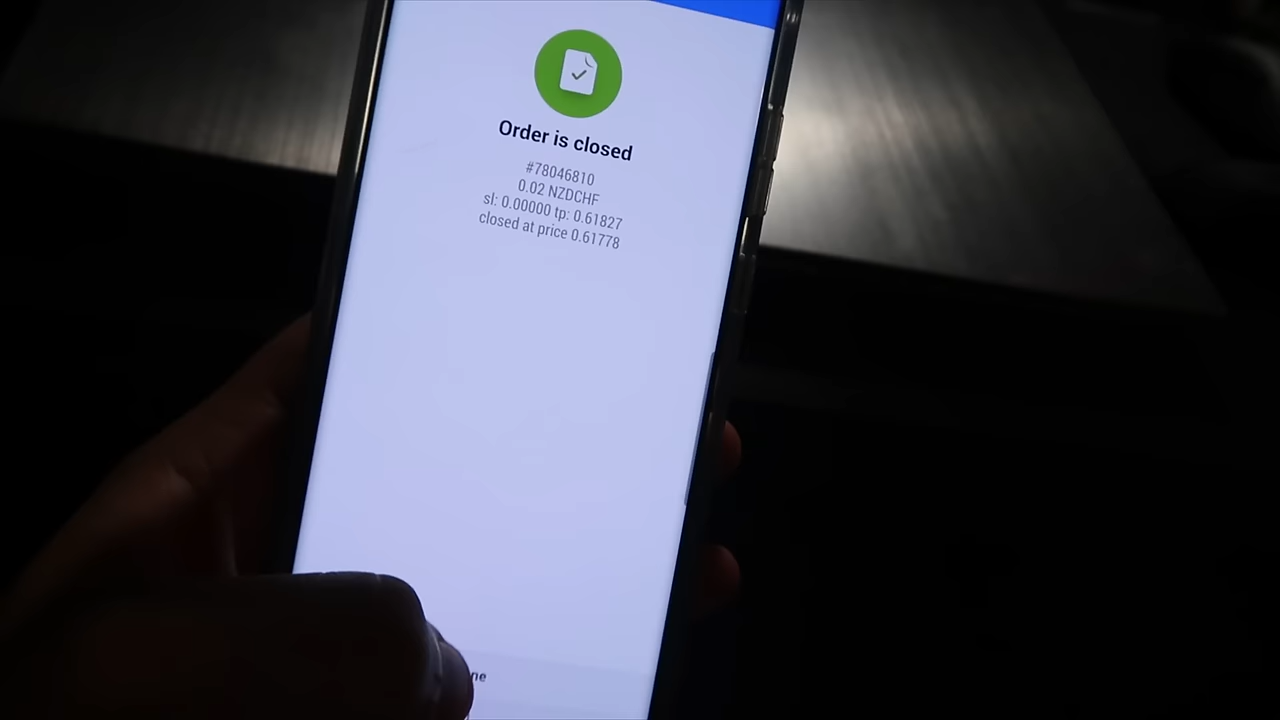 Order is closed
#78046810
0.02 NZDCHF
sl: 0.00000 tp: 0.61827
closed at price 0.61778